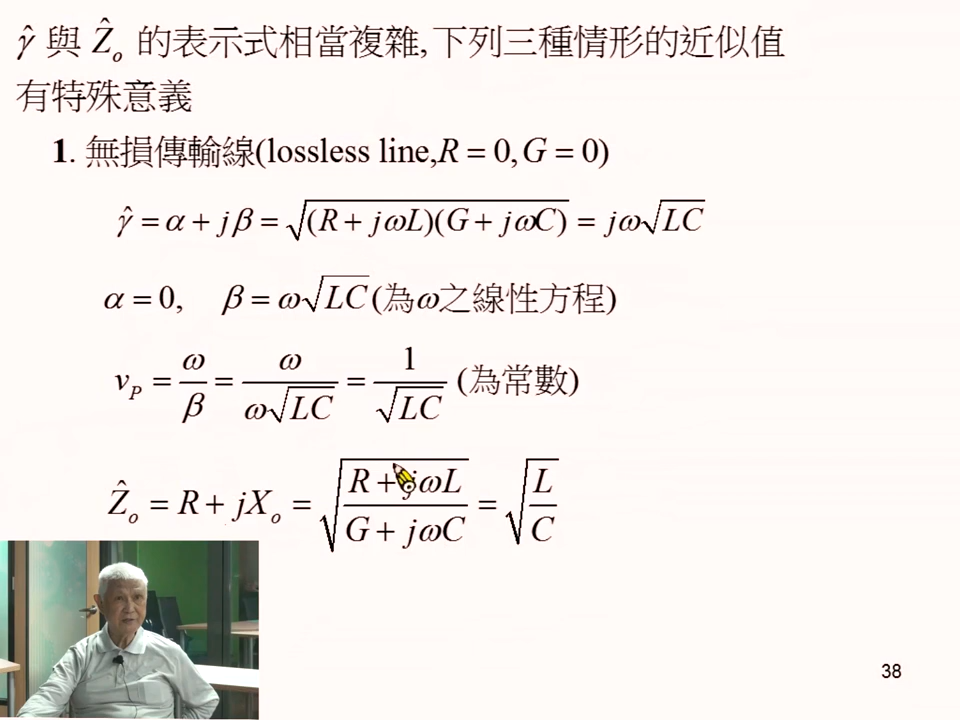 γ̂ 與 Ẑₒ 的表示式相當複雜, 下列三種情形的近似值
有特殊意義
1. 無損傳輸線(lossless line, R = 0, G = 0)
γ̂ = α + jβ = √((R + jωL)(G + jωC)) = jω√LC
α = 0, β = ω√LC (為ω之線性方程)
v_P = ω/β = ω/(ω√LC) = 1/√LC (為常數)
Ẑₒ = R + jXₒ = √((R + jωL)/(G + jωC)) = √(L/C)
38